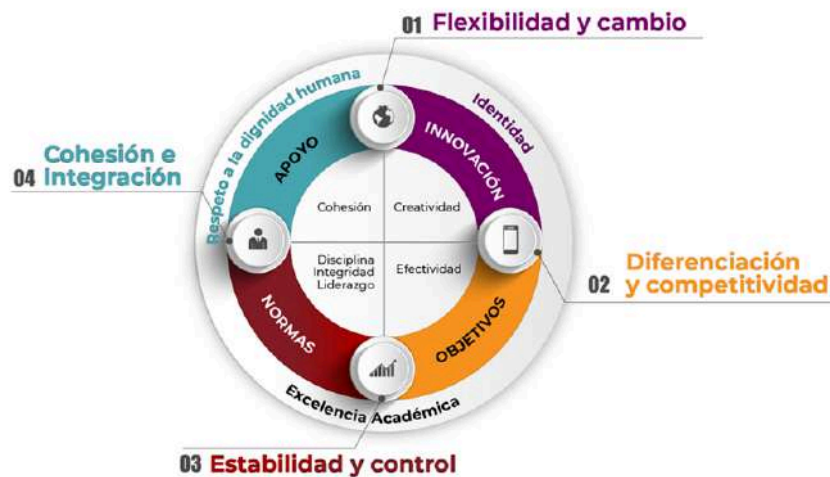 01 Flexibilidad y cambio
Respeto a la dignidad humana
Identidad
APOYO
INNOVACIÓN
04 Cohesión e
Integración
Cohesión
Creatividad
Disciplina
Integridad
Liderazgo
Efectividad
02 Diferenciación
y competitividad
NORMAS
OBJETIVOS
Excelencia Académica
03 Estabilidad y control